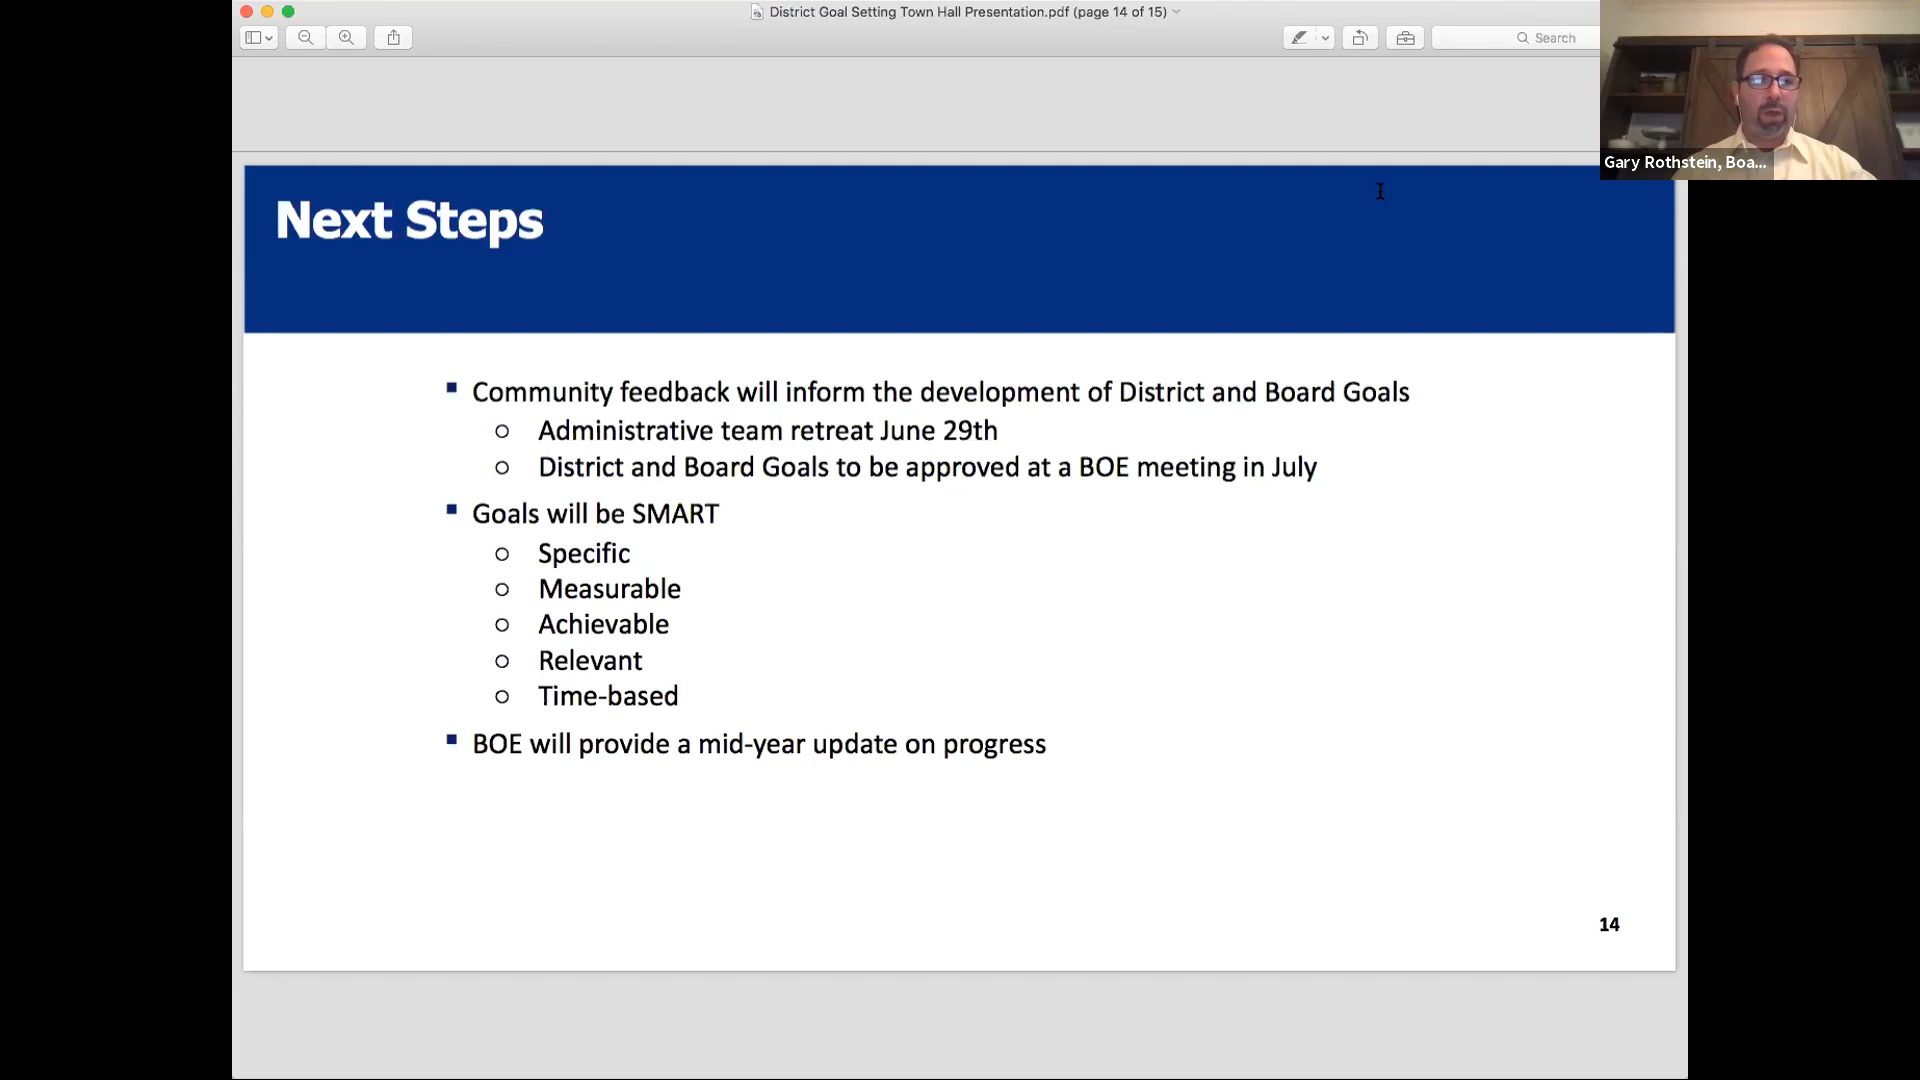 District Goal Setting Town Hall Presentation.pdf (page 14 of 15)
Search
Gary Rothstein, Boa...
Next Steps
Community feedback will inform the development of District and Board Goals
Administrative team retreat June 29th
District and Board Goals to be approved at a BOE meeting in July
Goals will be SMART
Specific
Measurable
Achievable
Relevant
Time-based
BOE will provide a mid-year update on progress
14